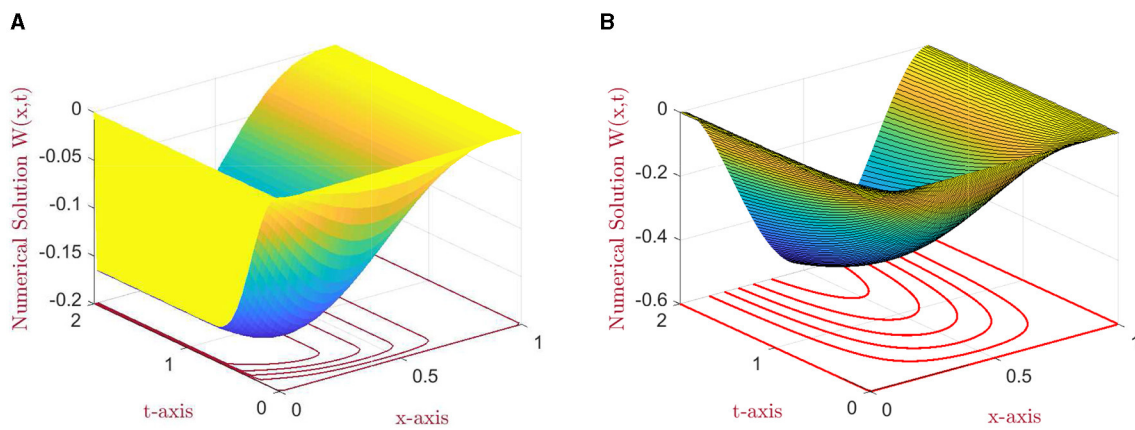 A
Numerical Solution W(x,t)
0
-0.05
-0.1
-0.15
-0.2
2
1
0
t-axis
0
0.5
1
x-axis
B
Numerical Solution W(x,t)
0
-0.2
-0.4
-0.6
2
1
0
t-axis
0
0.5
1
x-axis